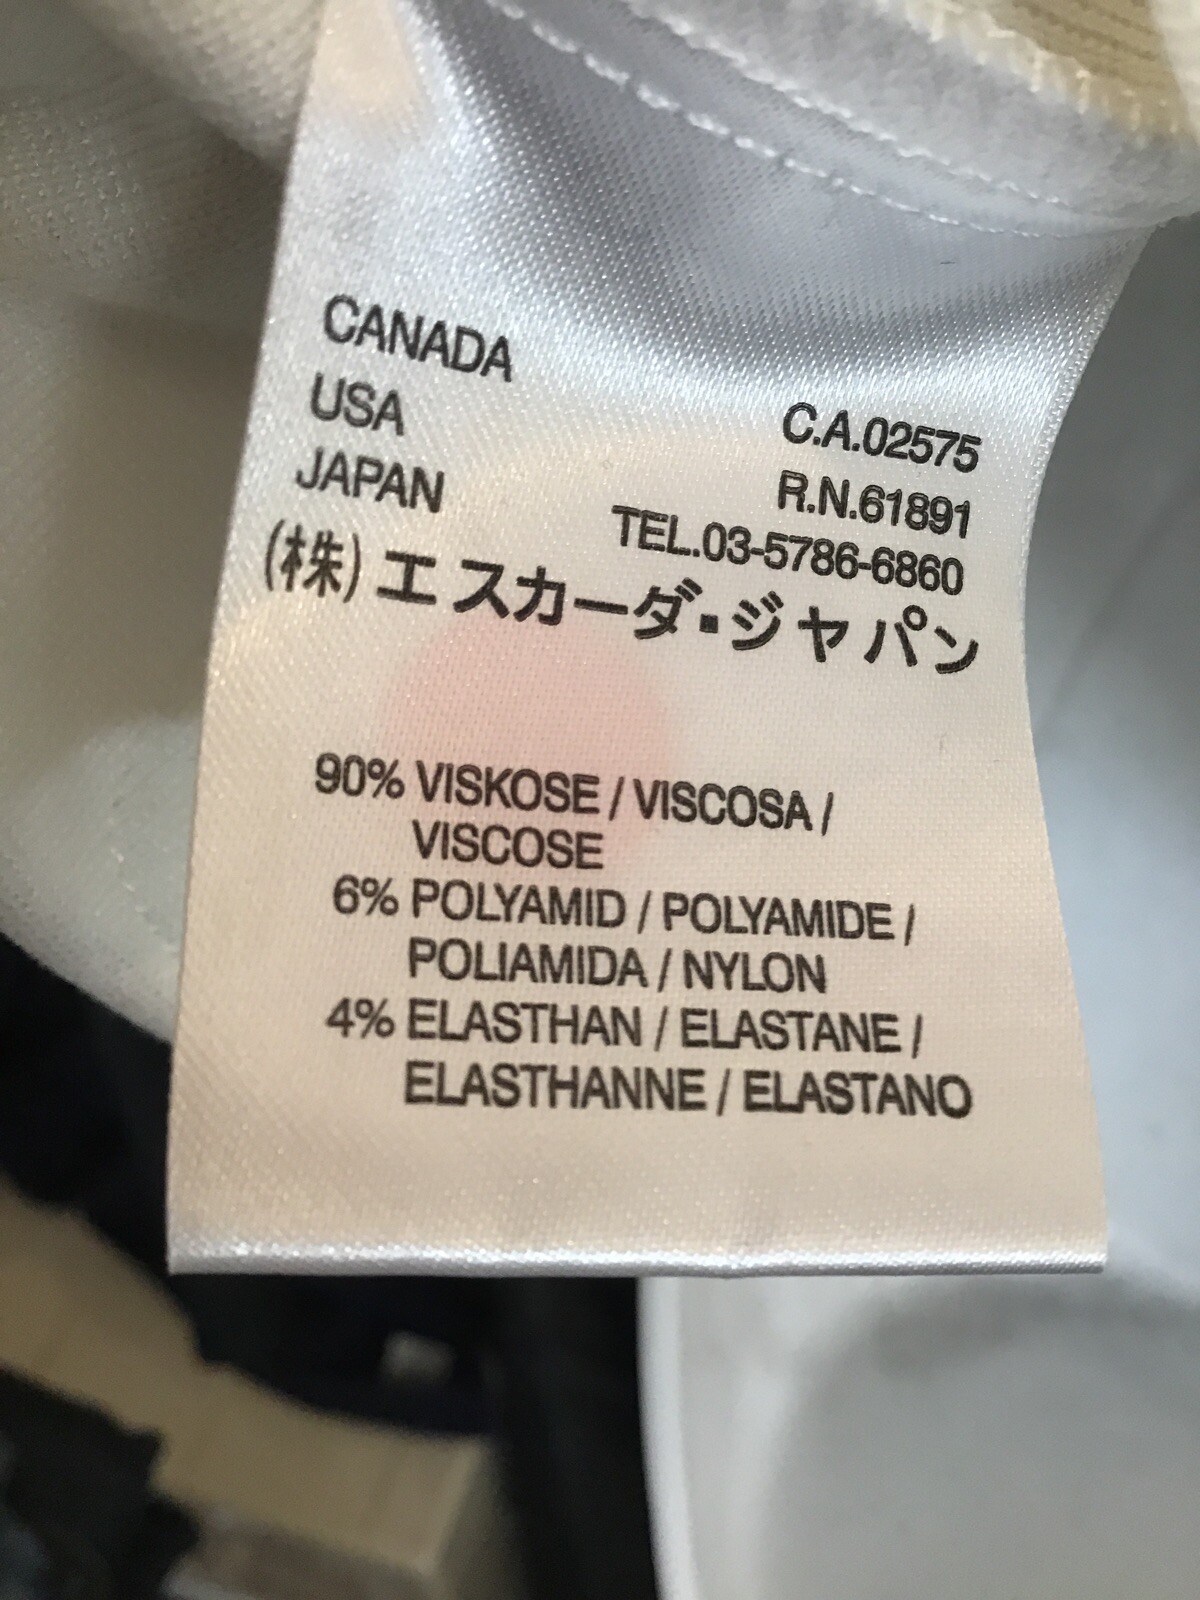 CANADA C.A.02575
USA R.N.61891
JAPAN TEL.03-5786-6860
(株)エスカーダ・ジャパン
90% VISKOSE / VISCOSA /
VISCOSE
6% POLYAMID / POLYAMIDE /
POLIAMIDA / NYLON
4% ELASTHAN / ELASTANE /
ELASTHANNE / ELASTANO